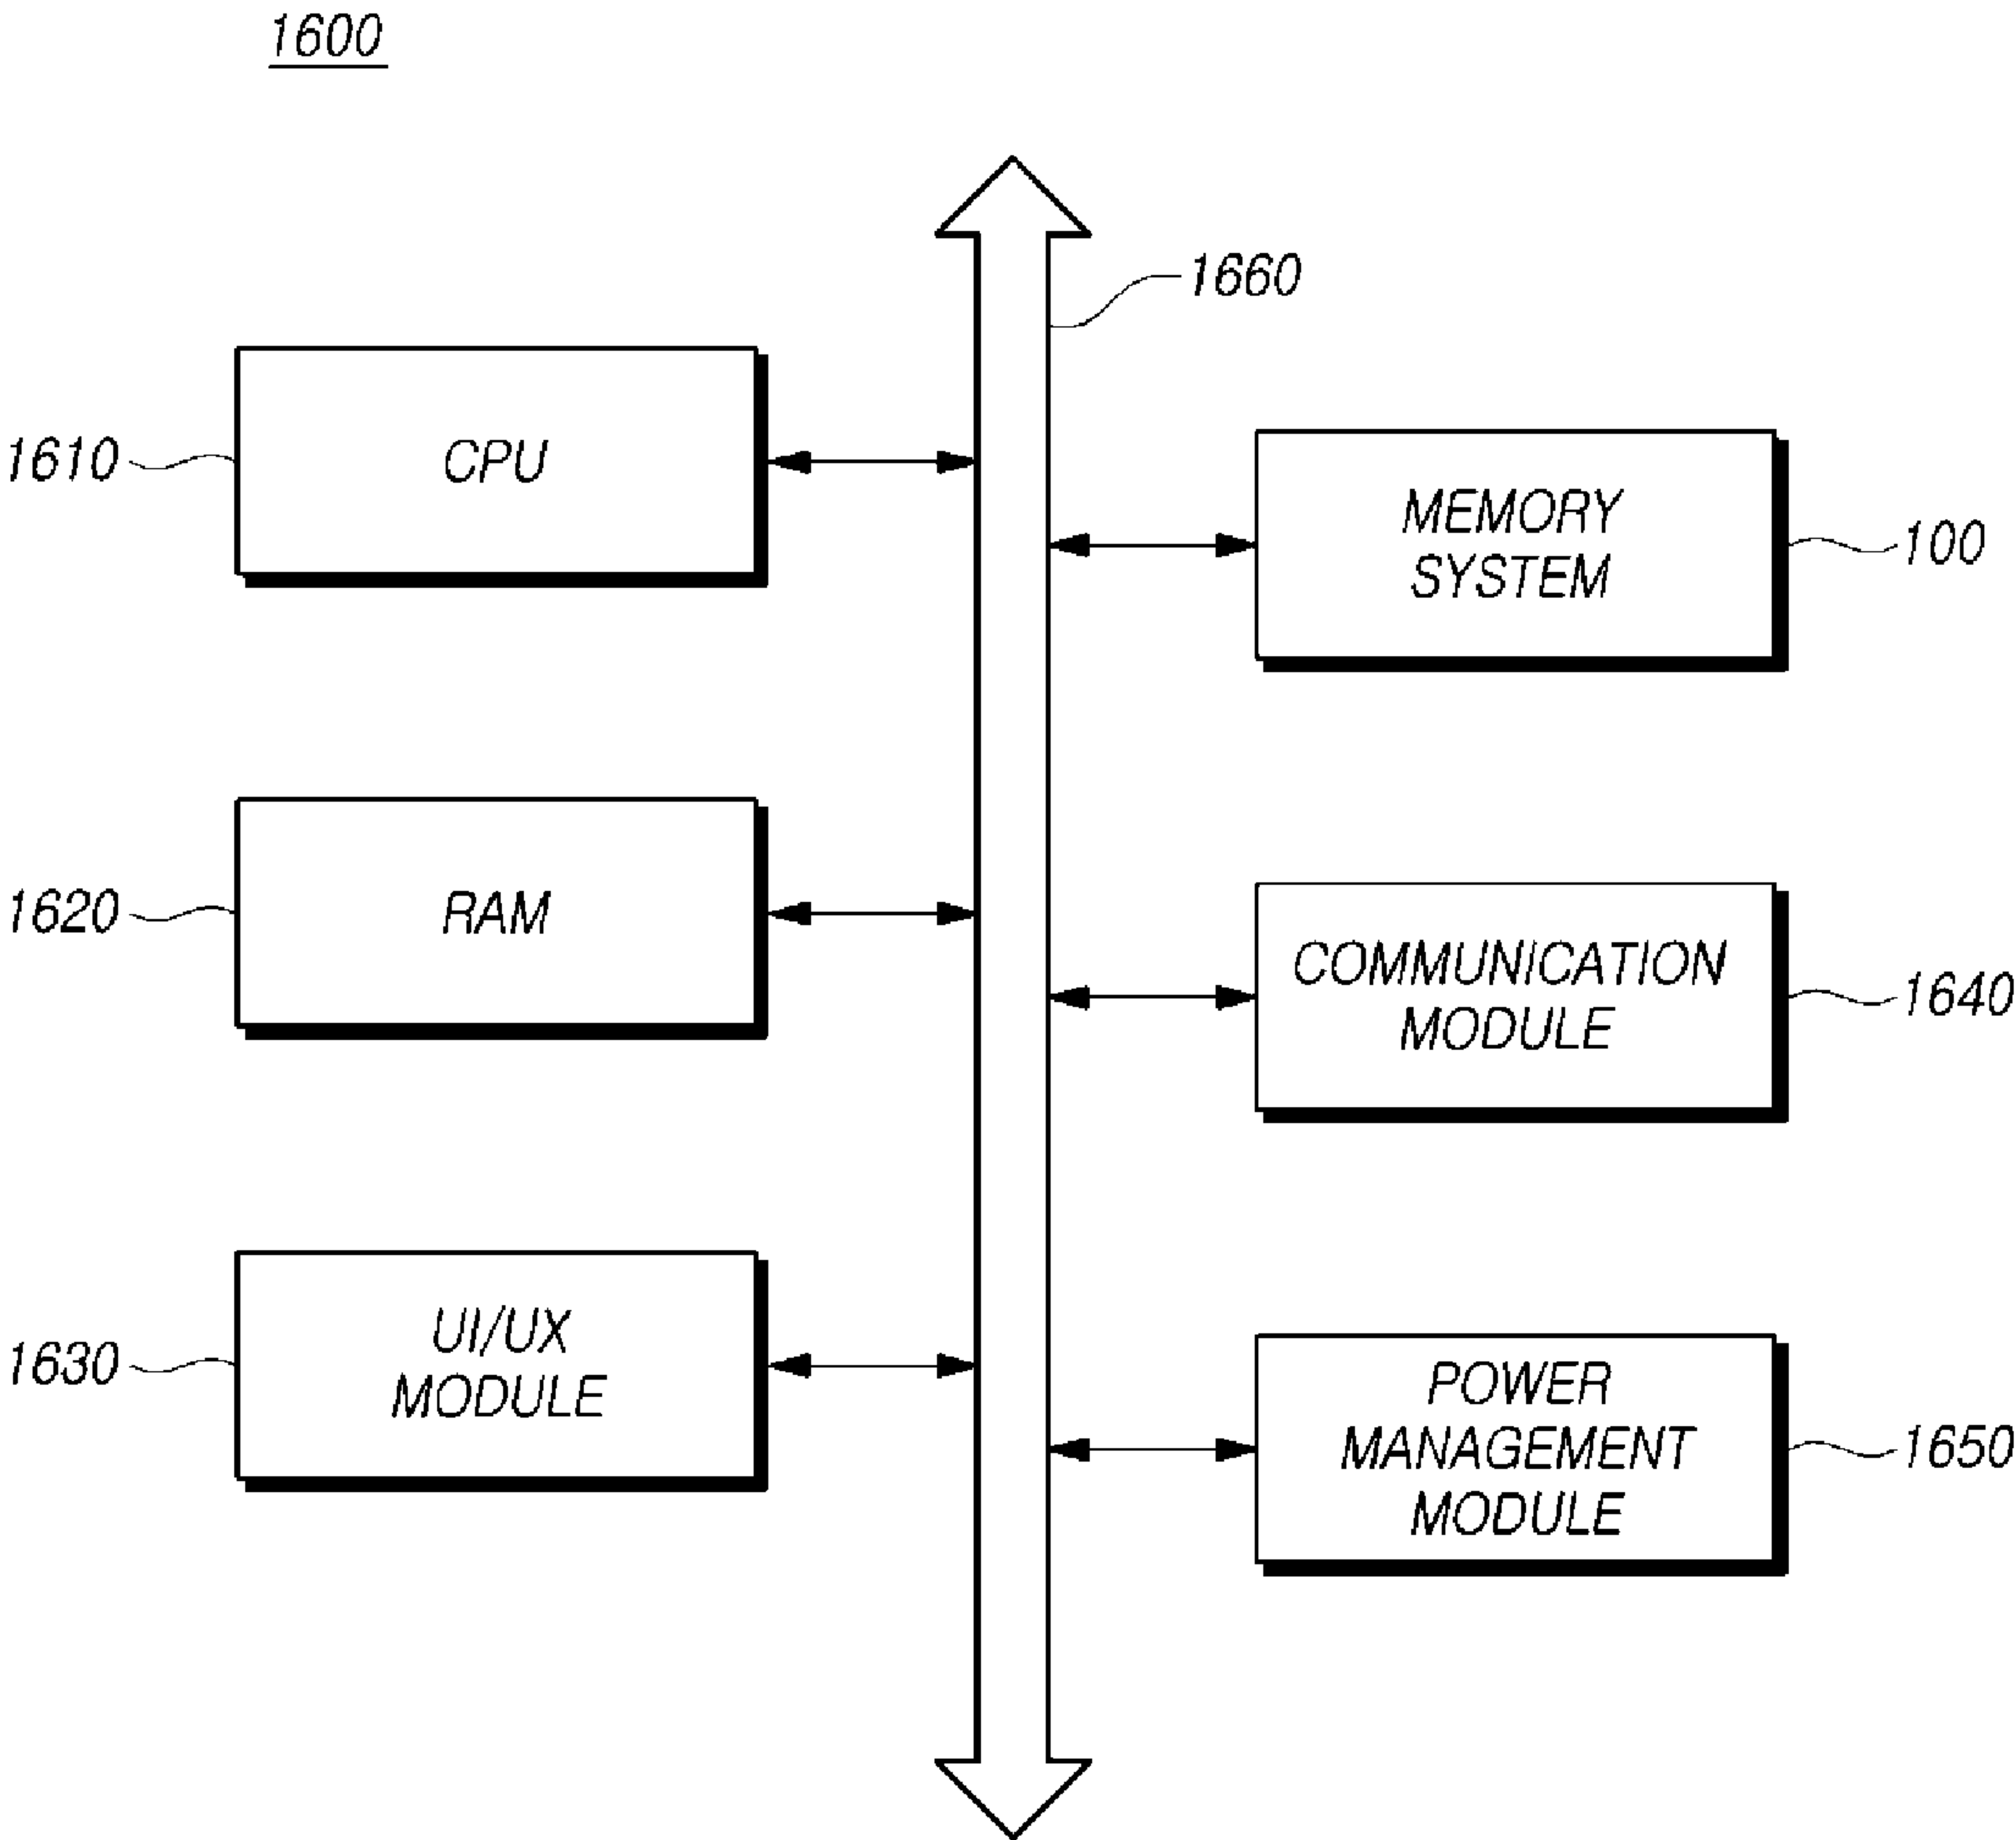 1600
1660
1610
CPU
MEMORY
SYSTEM
100
1620
RAM
COMMUNICATION
MODULE
1640
1630
UI/UX
MODULE
POWER
MANAGEMENT
MODULE
1650